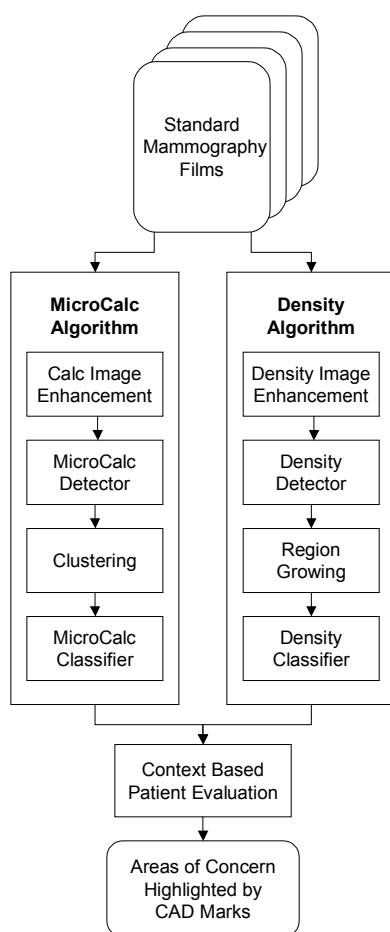 Standard
Mammography
Films
MicroCalc
Algorithm
Calc Image
Enhancement
MicroCalc
Detector
Clustering
MicroCalc
Classifier
Density
Algorithm
Density Image
Enhancement
Density
Detector
Region
Growing
Density
Classifier
Context Based
Patient Evaluation
Areas of Concern
Highlighted by
CAD Marks